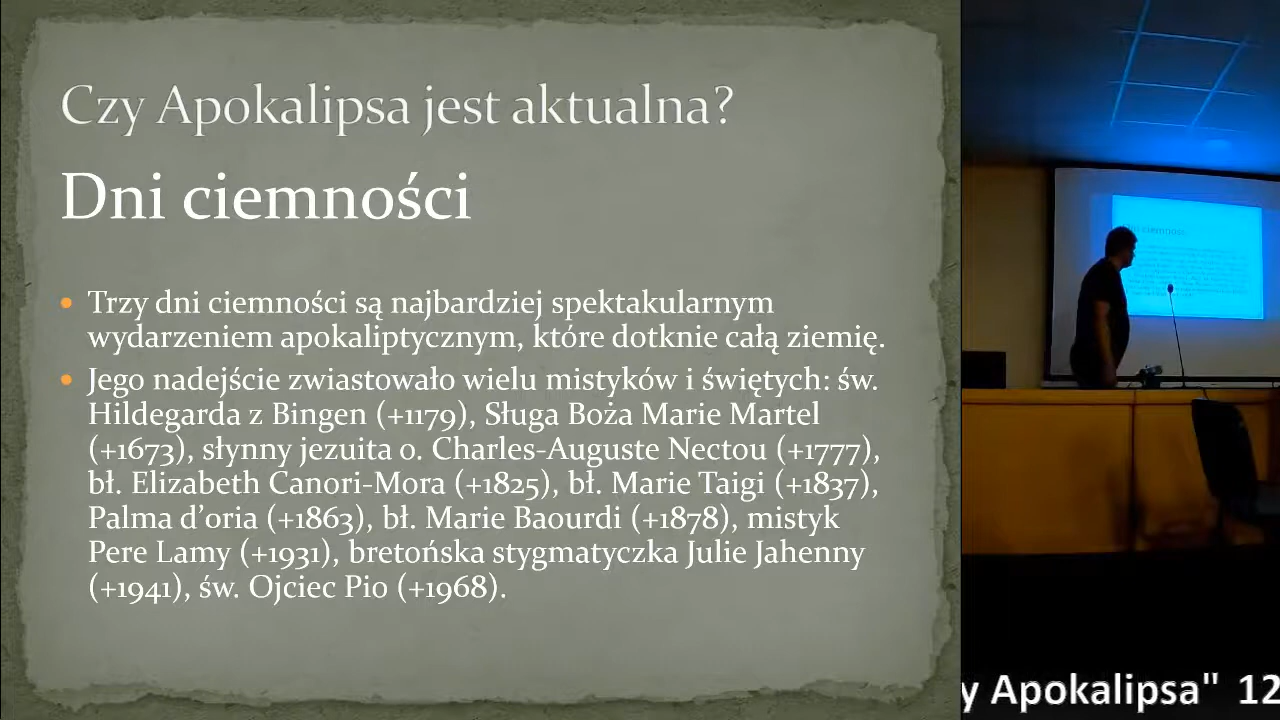 Czy Apokalipsa jest aktualna?
Dni ciemności
• Trzy dni ciemności są najbardziej spektakularnym
wydarzeniem apokaliptycznym, które dotknie całą ziemię.
• Jego nadejście zwiastowało wielu mistyków i świętych: św.
Hildegarda z Bingen (+1179), Sługa Boża Marie Martel
(+1673), słynny jezuita o. Charles-Auguste Nectou (+1777),
bł. Elizabeth Canori-Mora (+1825), bł. Marie Taigi (+1837),
Palma d’oria (+1863), bł. Marie Baourdi (+1878), mistyk
Pere Lamy (+1931), bretońska stygmatyczka Julie Jahenny
(+1941), św. Ojciec Pio (+1968).
y Apokalipsa" 12